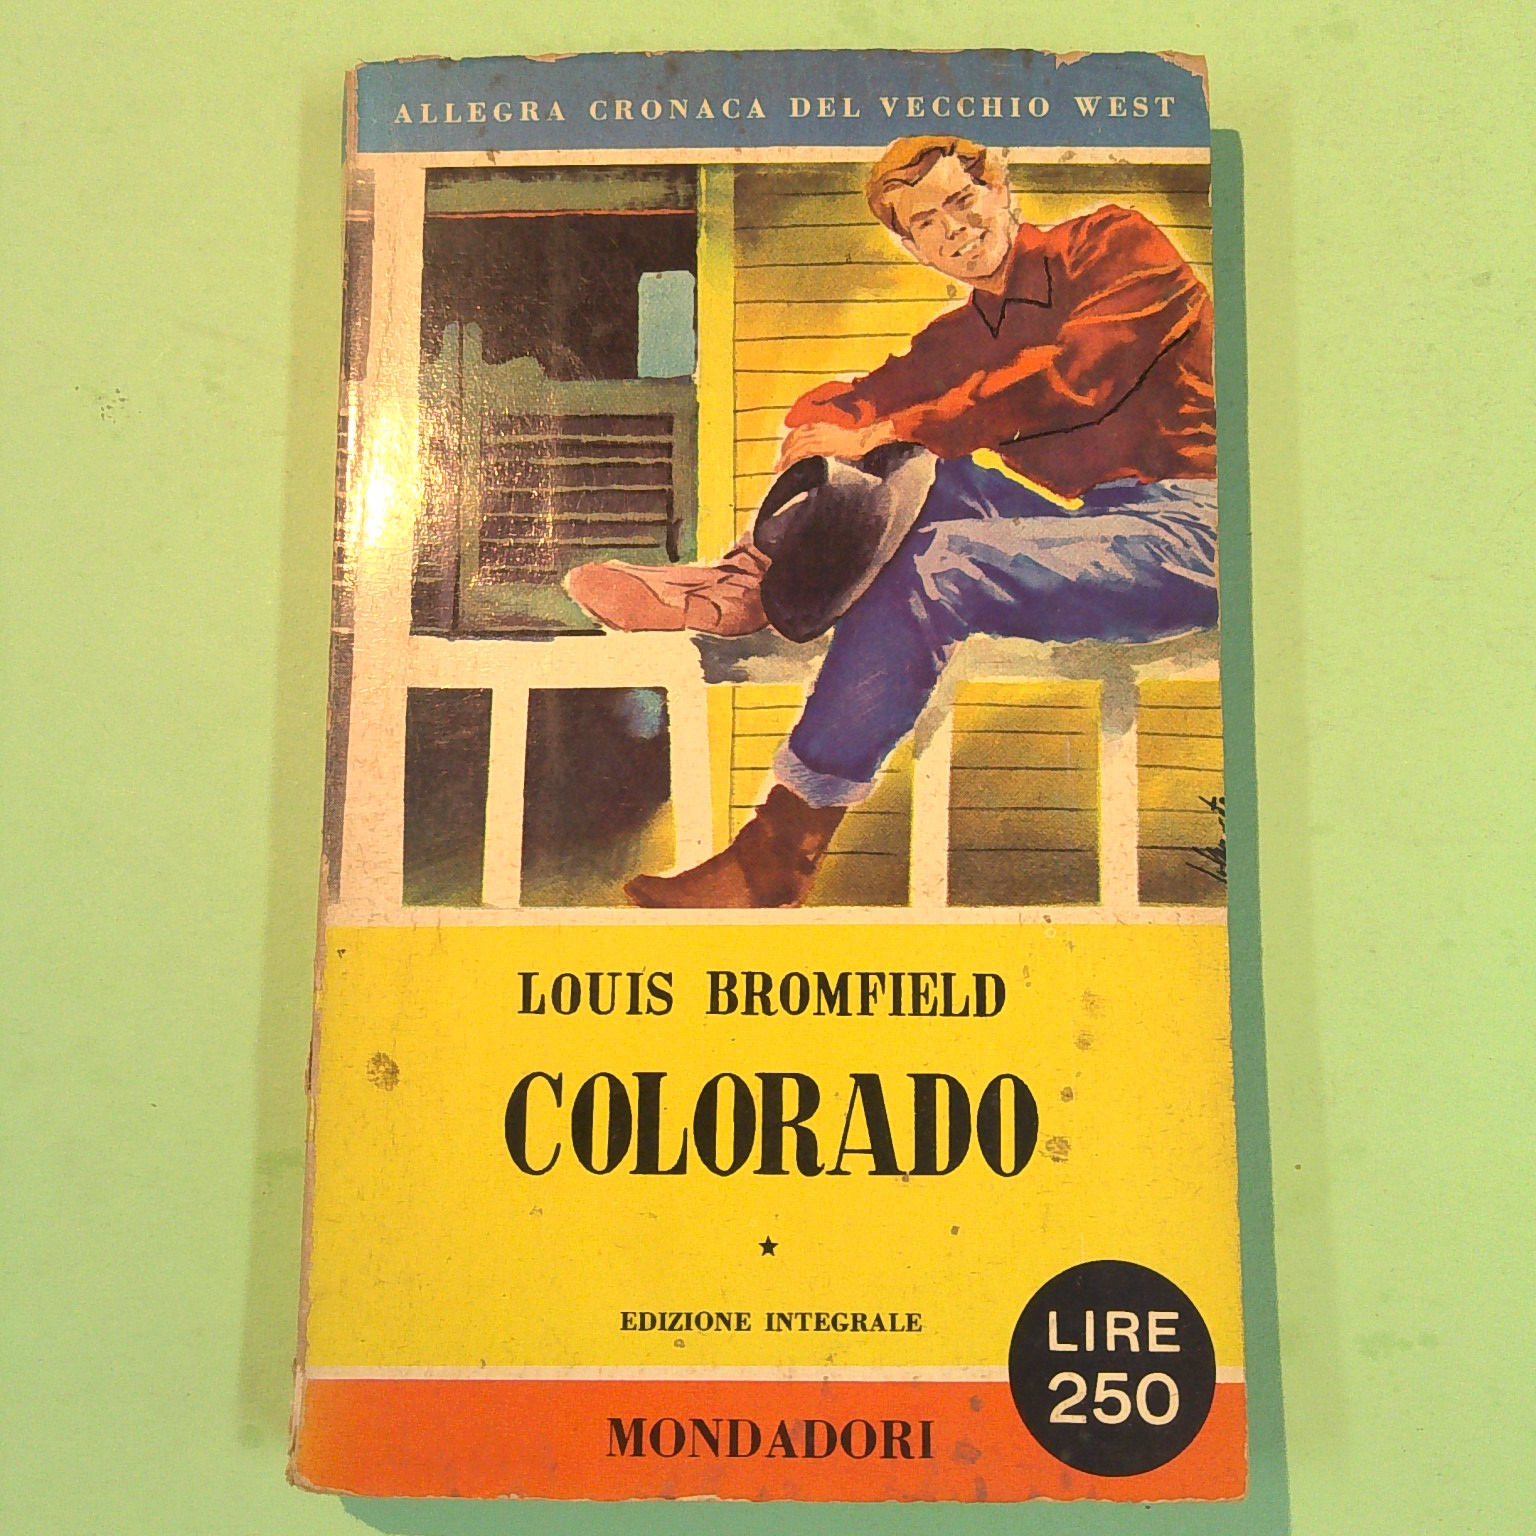 ALLEGRA CRONACA DEL VECCHIO WEST
LOUIS BROMFIELD
COLORADO
EDIZIONE INTEGRALE
LIRE
250
MONDADORI